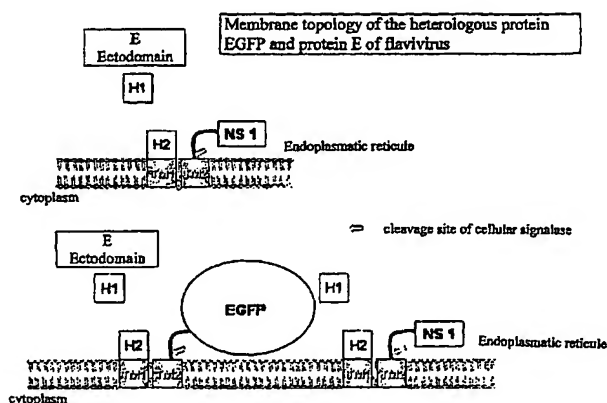 Membrane topology of the heterologous protein
EGFP and protein E of flavivirus
E
Ectodomain
H1
H2
NS 1
Endoplasmatic reticule
cytoplasm
cleavage site of cellular signalase
E
Ectodomain
H1
EGFP
H1
H2
H2
NS 1
Endoplasmatic reticule
cytoplasm